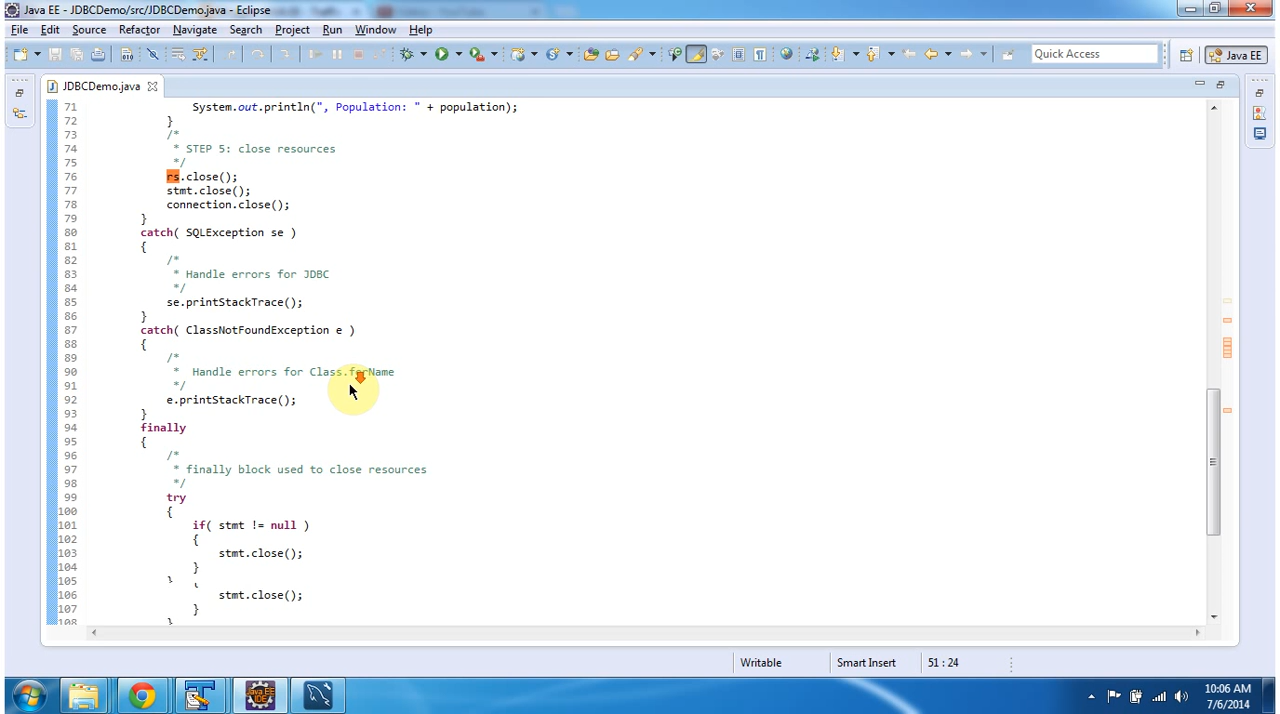 Java EE - JDBCDemo/src/JDBCDemo.java - Eclipse
File Edit Source Refactor Navigate Search Project Run Window Help
Quick Access
Java EE
JDBCDemo.java
71 System.out.println(", Population: " + population);
72 }
73 /*
74 * STEP 5: close resources
75 */
76 rs.close();
77 stmt.close();
78 connection.close();
79 }
80 catch( SQLException se )
81 {
82 /*
83 * Handle errors for JDBC
84 */
85 se.printStackTrace();
86 }
87 catch( ClassNotFoundException e )
88 {
89 /*
90 * Handle errors for Class.forName
91 */
92 e.printStackTrace();
93 }
94 finally
95 {
96 /*
97 * finally block used to close resources
98 */
99 try
100 {
101 if( stmt != null )
102 {
103 stmt.close();
104 }
105 }
106 stmt.close();
107 }
108 }
Writable Smart Insert 51 : 24
Java EE IDE
10:06 AM
7/6/2014